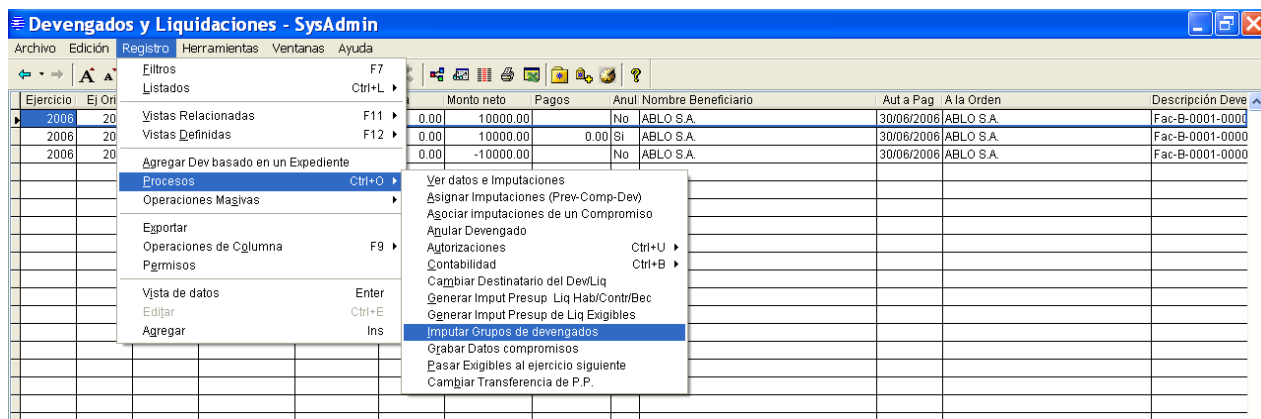 Devengados y Liquidaciones - SysAdmin
Archivo Edición Registro Herramientas Ventanas Ayuda
Ejercicio Ej Ori Monto neto Pagos Anul Nombre Beneficiario Aut a Pag A la Orden Descripción Deve
2006 20 0.00 10000.00 No ABLO S.A. 30/06/2006 ABLO S.A. Fac-B-0001-0000
2006 20 0.00 10000.00 0.00 Si ABLO S.A. 30/06/2006 ABLO S.A. Fac-B-0001-0000
2006 20 0.00 -10000.00 No ABLO S.A. 30/06/2006 ABLO S.A. Fac-B-0001-0000
Filtros F7
Listados Ctrl+L
Vistas Relacionadas F11
Vistas Definidas F12
Agregar Dev basado en un Expediente
Procesos Ctrl+O
Operaciones Masivas
Exportar
Operaciones de Columna F9
Permisos
Vista de datos Enter
Editar Ctrl+E
Agregar Ins
Ver datos e Imputaciones
Asignar Imputaciones (Prev-Comp-Dev)
Asociar imputaciones de un Compromiso
Anular Devengado
Autorizaciones Ctrl+U
Contabilidad Ctrl+B
Cambiar Destinatario del Dev/Liq
Generar Imput Presup Liq Hab/Contr/Bec
Generar Imput Presup de Liq Exigibles
Imputar Grupos de devengados
Grabar Datos compromisos
Pasar Exigibles al ejercicio siguiente
Cambiar Transferencia de P.P.